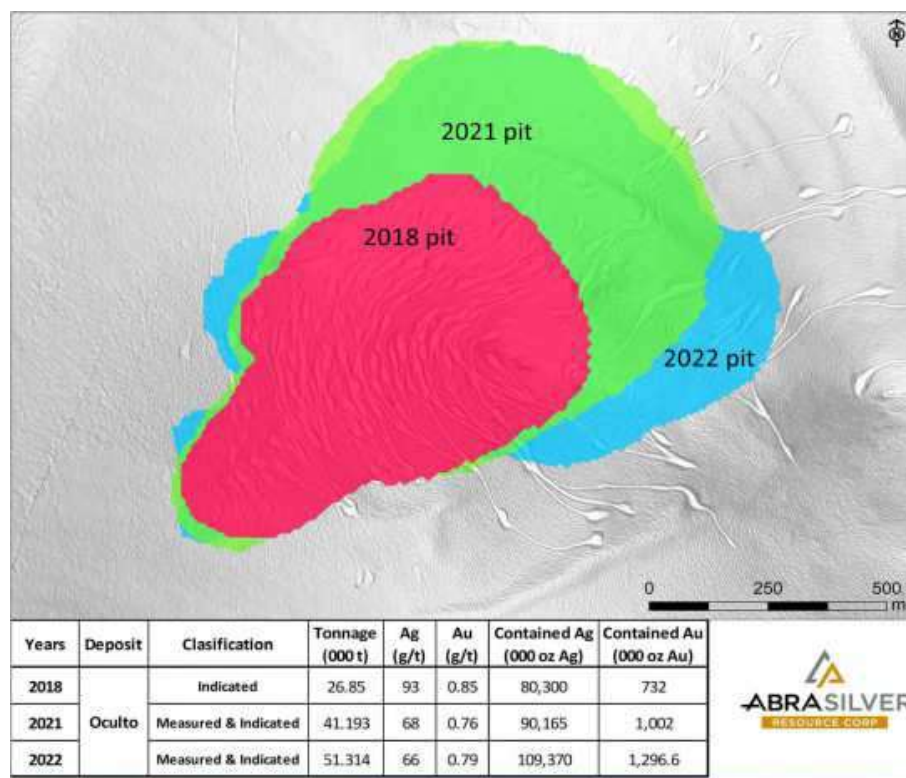 N
2021 pit
2018 pit
2022 pit
0 250 500
m
Years Deposit Clasification Tonnage (000 t) Ag (g/t) Au (g/t) Contained Ag (000 oz Ag) Contained Au (000 oz Au)
2018 Oculto Indicated 26.85 93 0.85 80,300 732
2021 Measured & Indicated 41.193 68 0.76 90,165 1,002
2022 Measured & Indicated 51.314 66 0.79 109,370 1,296.6
ABRASILVER
RESOURCE CORP